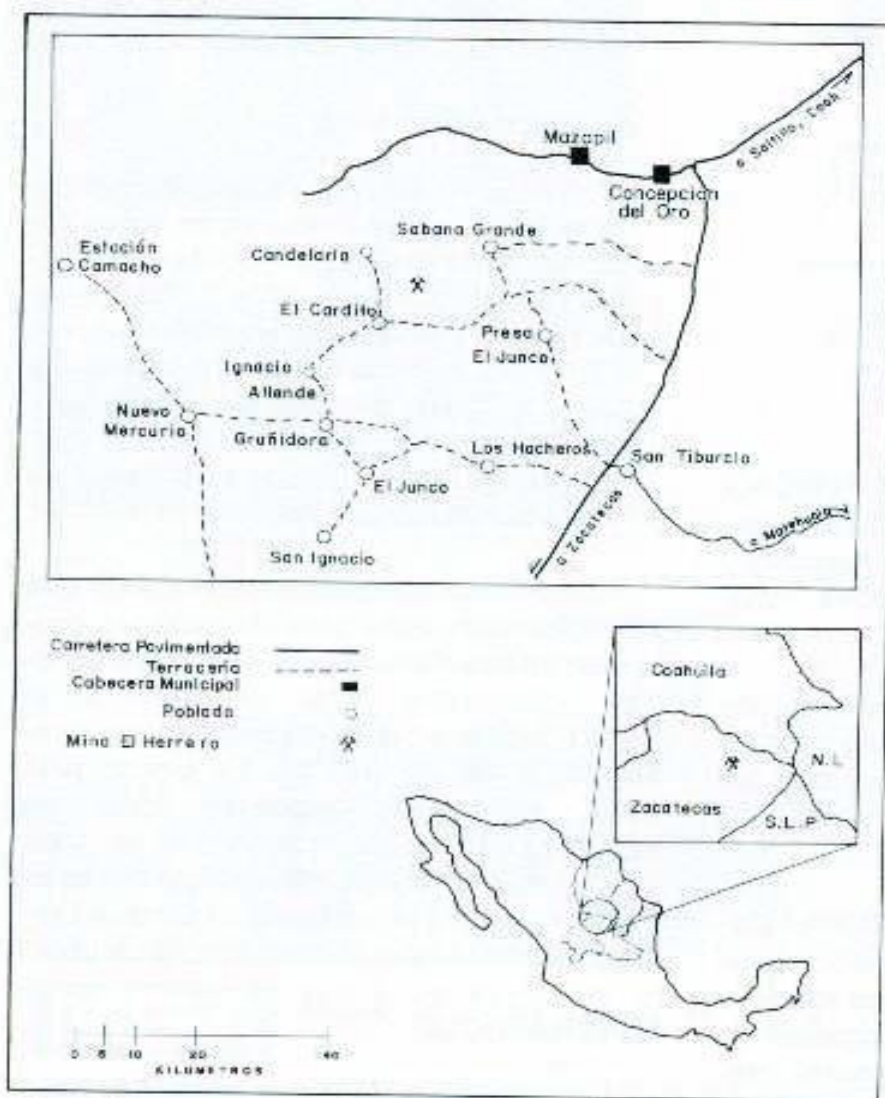 a Saltillo, Coah
Mazapil
Concepcion
del Oro
Sabana Grande
Estación
Camacho
Candelaria
El Cardito
Presa
El Junco
Ignacio
Allende
Nuevo
Mercurio
Gruñidora
Los Hacheros
San Tiburcio
El Junco
a Zacatecas
a Matehuala
San Ignacio
Carretera Pavimentada
Terracería
Cabecera Municipal
Poblado
Mina El Herrero
Coahuila
N.L
Zacatecas
S.L.P
0 5 10 20 40
KILOMETROS